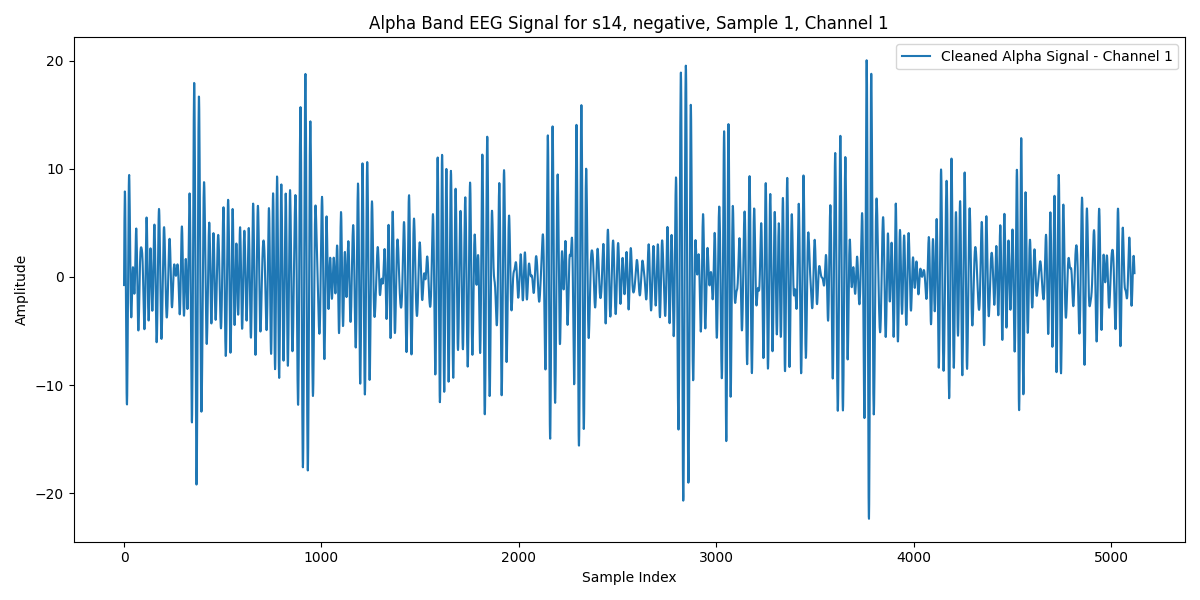 Alpha Band EEG Signal for s14, negative, Sample 1, Channel 1
Cleaned Alpha Signal - Channel 1
Amplitude
20
10
0
−10
−20
0 1000 2000 3000 4000 5000
Sample Index